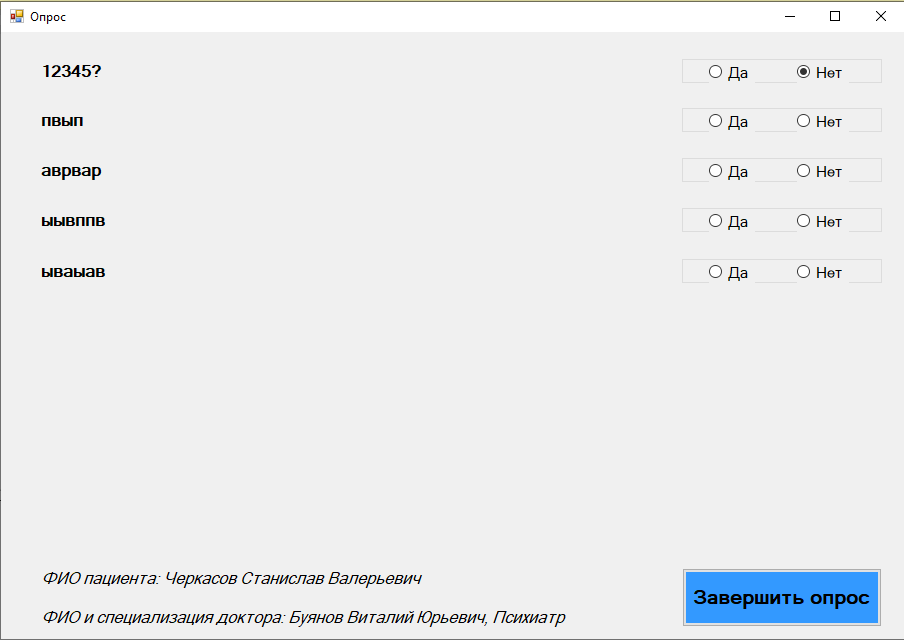 Опрос
12345? Да Нет
пвып Да Нет
аврвар Да Нет
ыывппв Да Нет
ываыав Да Нет
ФИО пациента: Черкасов Станислав Валерьевич
ФИО и специализация доктора: Буянов Виталий Юрьевич, Психиатр
Завершить опрос